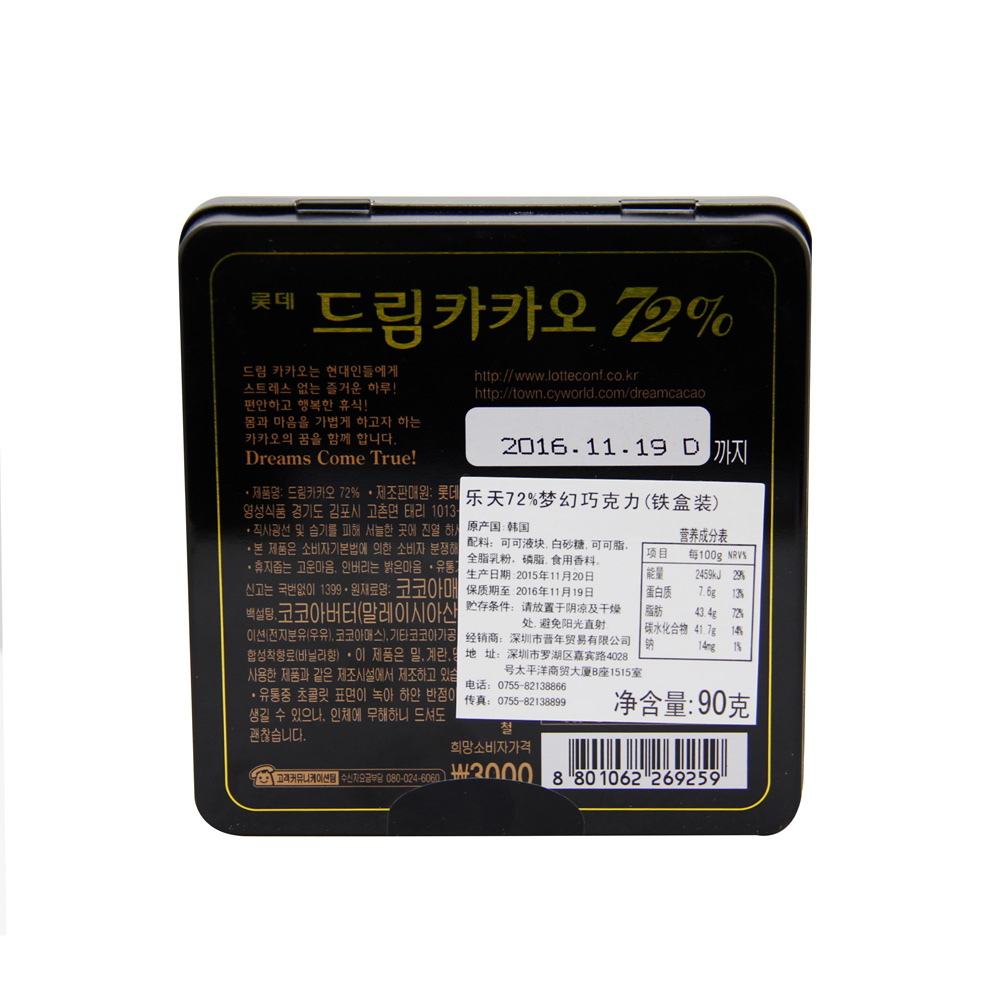 롯데 드림카카오 72%
드림 카카오는 현대인들에게
스트레스 없는 즐거운 하루!
편안하고 행복한 휴식!
몸과 마음을 가볍게 하고자 하는
카카오의 꿈을 함께 합니다.
Dreams Come True!
http://www.lotteconf.co.kr
http://town.cyworld.com/dreamcacao
2016.11.19 D 까지
• 제품명: 드림카카오 72% • 제조판매원: 롯데
영성식품 경기도 김포시 고촌면 태리 1013-
• 직사광선 및 습기를 피해 서늘한 곳에 진열 하시
• 본 제품은 소비자기본법에 의한 소비자 분쟁해
• 휴지줍는 고운마음, 안버리는 밝은마음 • 유통기
신고는 국번없이 1399 • 원재료명: 코코아매
백설탕, 코코아버터(말레이시아산
이션(전지분유(우유), 코코아매스), 기타코코아가공
합성착향료(바닐라향) • 이 제품은 밀, 계란, 땅
사용한 제품과 같은 제조시설에서 제조하고 있습
• 유통중 초콜릿 표면이 녹아 하얀 반점이
생길 수 있으나, 인체에 무해하니 드셔도
괜찮습니다.
고객커뮤니케이션팀 수신자요금부담 080-024-6060
乐天72%梦幻巧克力(铁盒装)
原产国: 韩国
配料: 可可液块, 白砂糖, 可可脂,
全脂乳粉, 磷脂, 食用香料。
生产日期: 2015年11月20日
保质期至: 2016年11月19日
贮存条件: 请放置于阴凉及干燥
处, 避免阳光直射
经销商: 深圳市晋年贸易有限公司
地 址: 深圳市罗湖区嘉宾路4028
号太平洋商贸大厦B座1515室
电话: 0755-82138866
传真: 0755-82138899
营养成分表
项目 每100g NRV%
能量 2459kJ 29%
蛋白质 7.6g 13%
脂肪 43.4g 72%
碳水化合物 41.7g 14%
钠 14mg 1%
净含量: 90克
철
희망소비자가격
₩3000
8 801062 269259